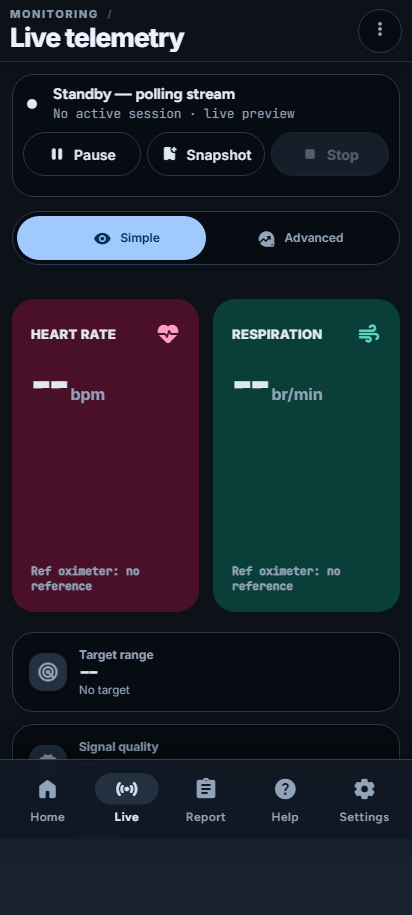 MONITORING /
Live telemetry
Standby — polling stream
No active session · live preview
Pause
Snapshot
Stop
Simple
Advanced
HEART RATE
-- bpm
Ref oximeter: no
reference
RESPIRATION
-- br/min
Ref oximeter: no
reference
Target range
--
No target
Signal quality
Home
Live
Report
Help
Settings